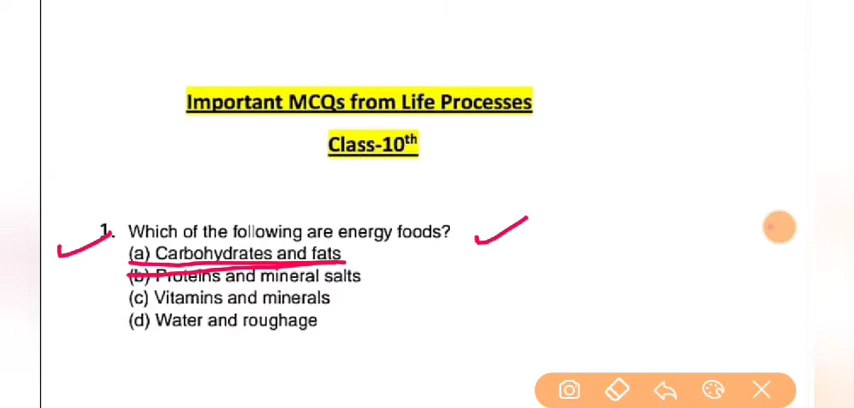 Important MCQs from Life Processes
Class-10th
1. Which of the following are energy foods?
(a) Carbohydrates and fats
(b) Proteins and mineral salts
(c) Vitamins and minerals
(d) Water and roughage